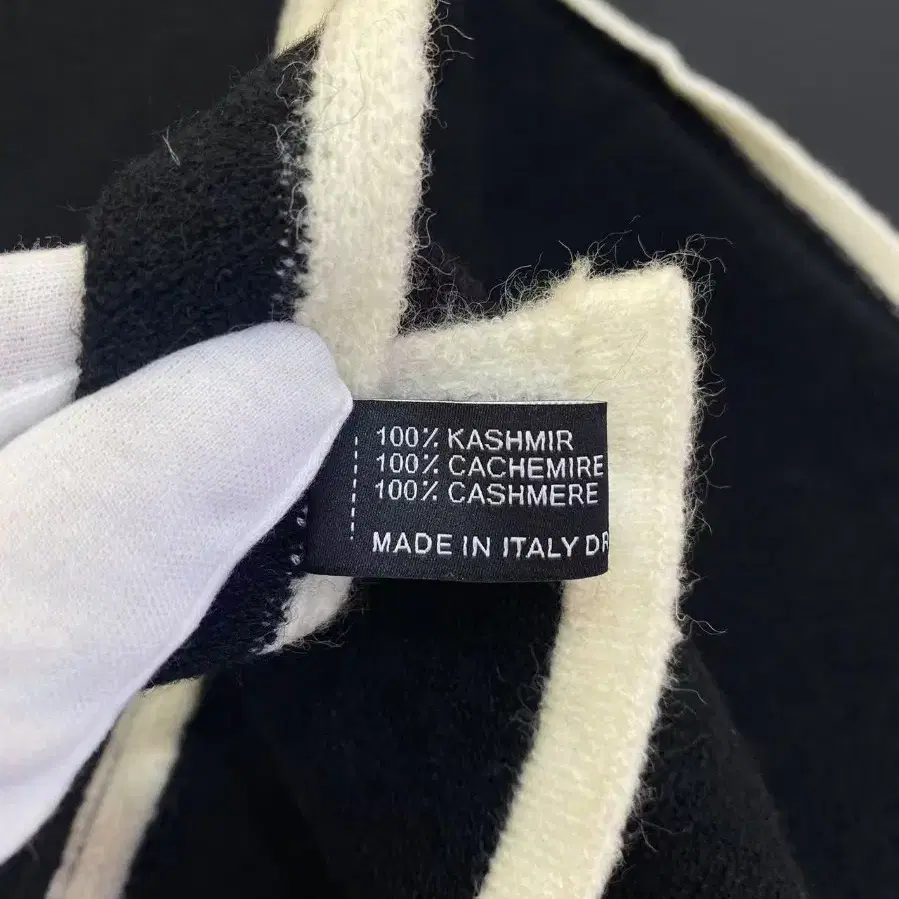 100% KASHMIR
100% CACHEMIRE
100% CASHMERE
MADE IN ITALY DR